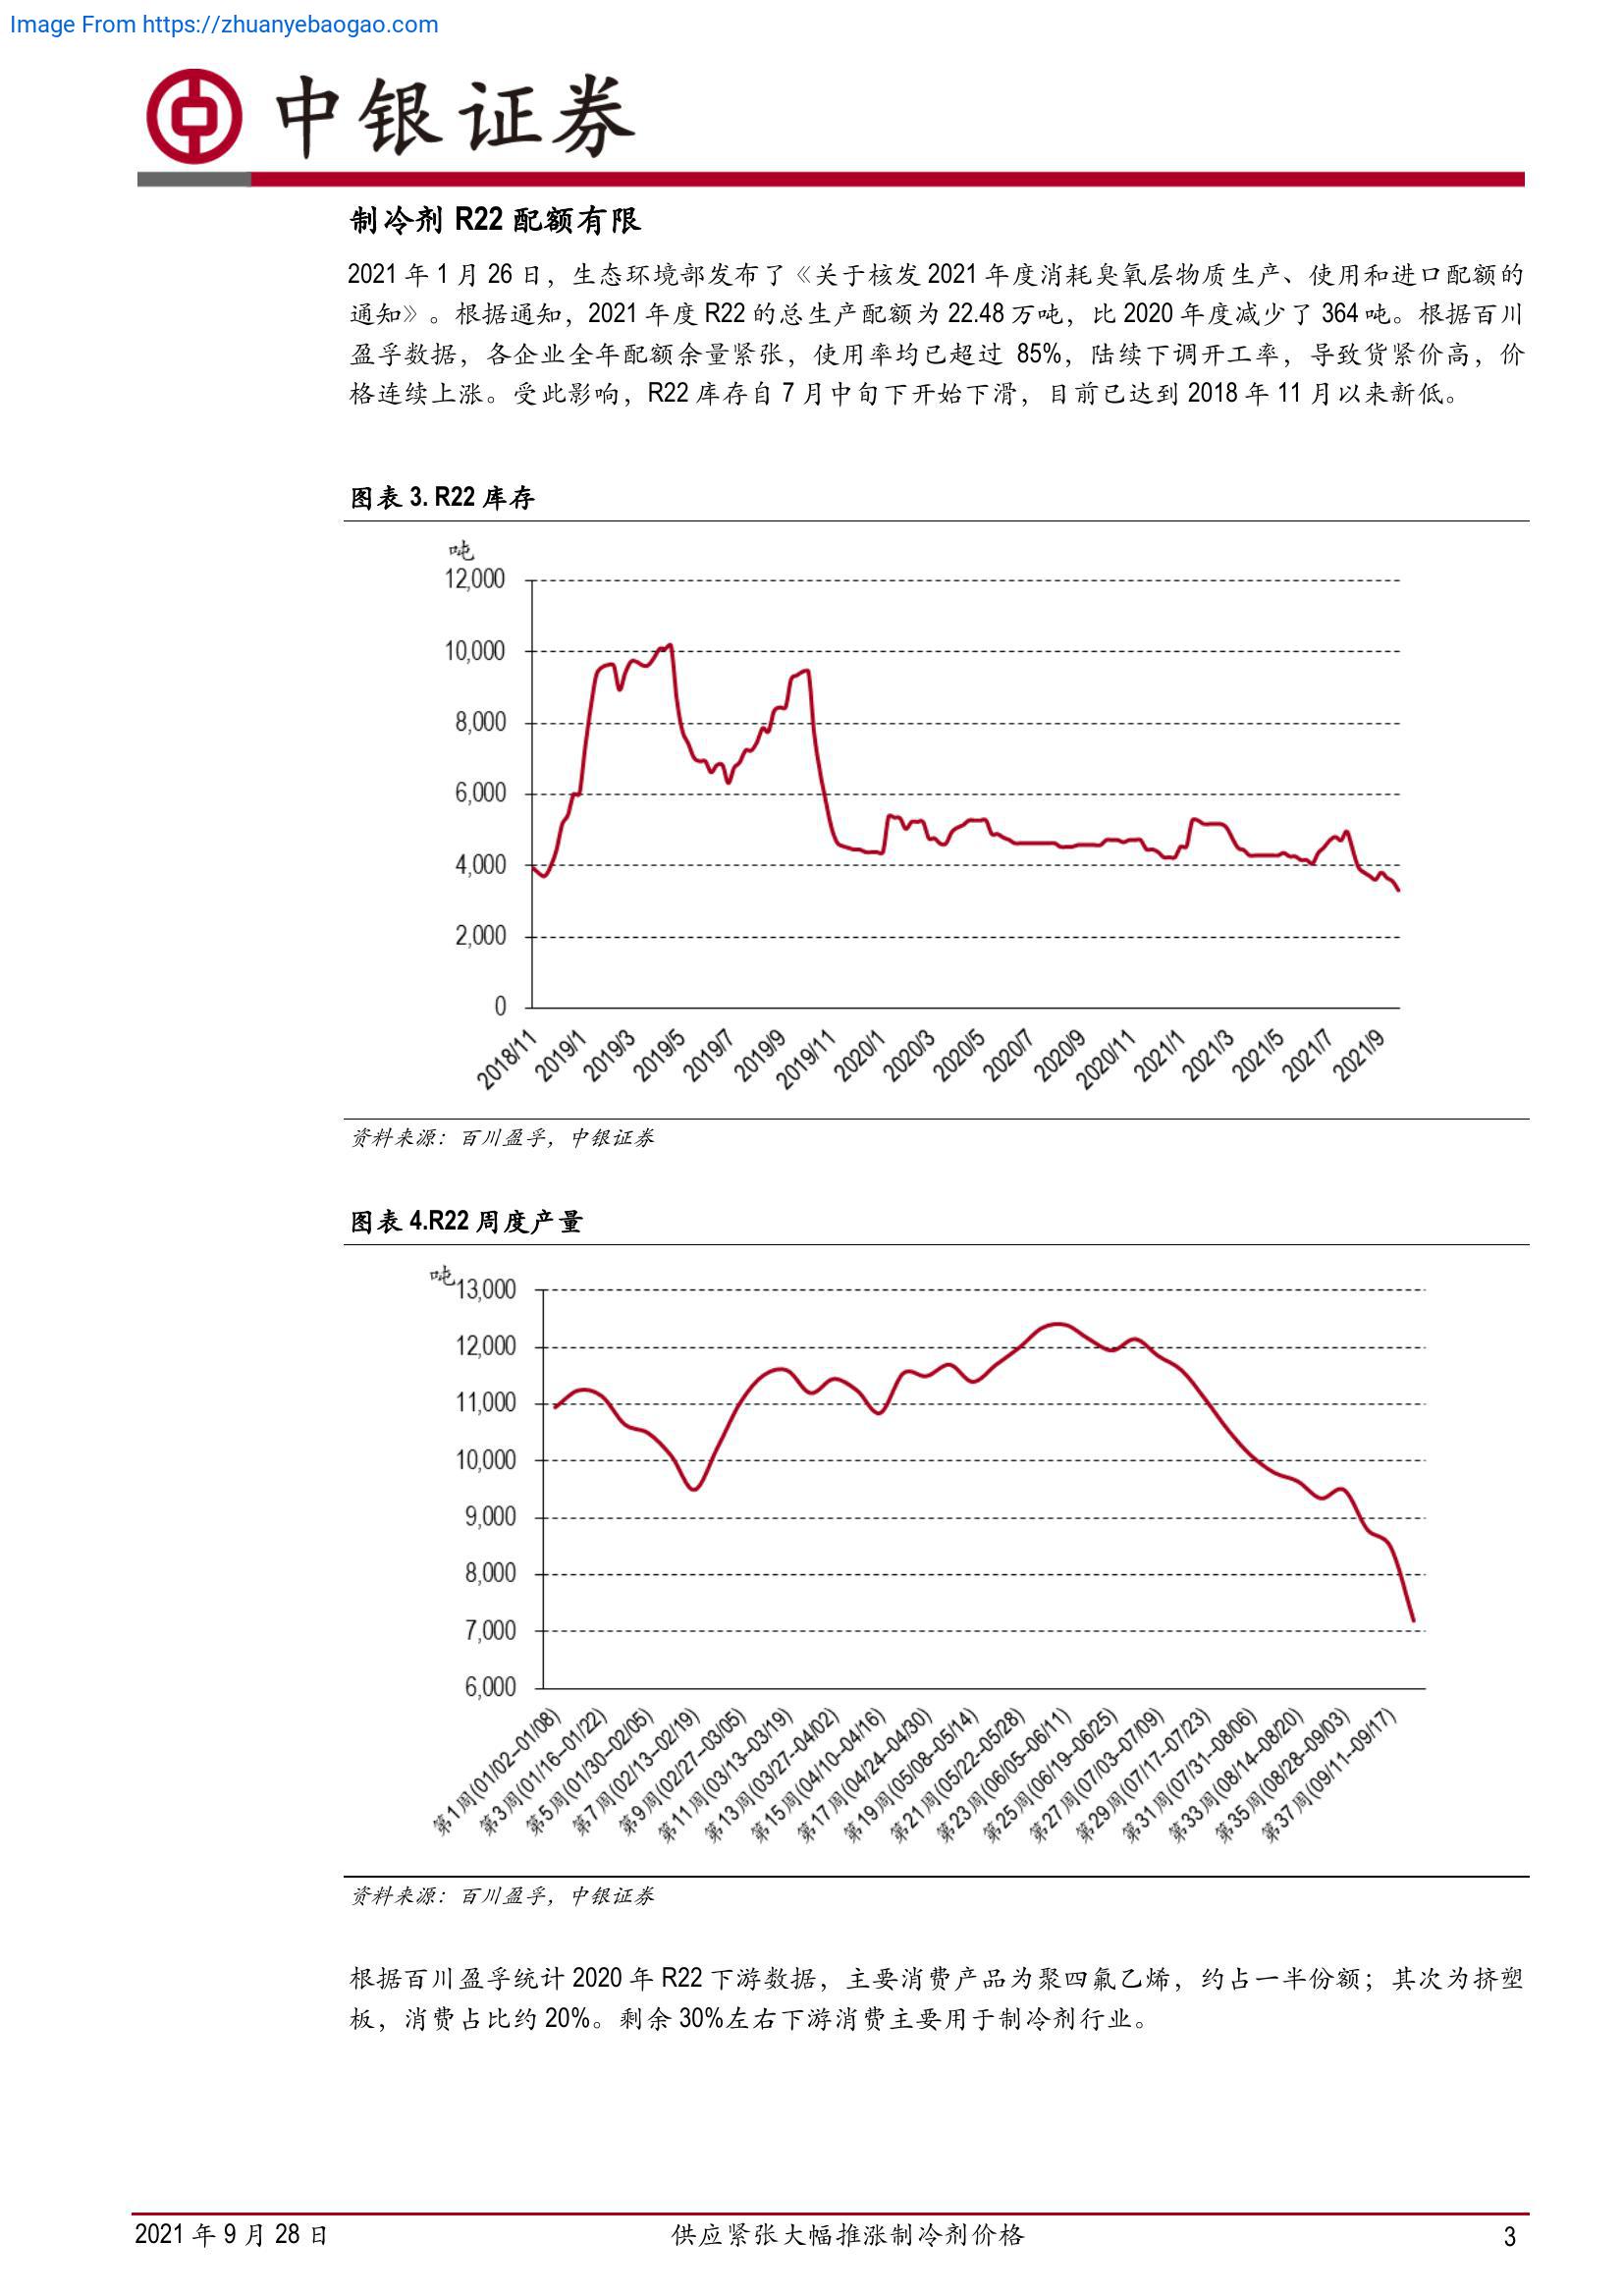 Image From https://zhuanyebaogao.com
中银证券
制冷剂 R22 配额有限
2021 年 1 月 26 日，生态环境部发布了《关于核发 2021 年度消耗臭氧层物质生产、使用和进口配额的
通知》。根据通知，2021 年度 R22 的总生产配额为 22.48 万吨，比 2020 年度减少了 364 吨。根据百川
盈孚数据，各企业全年配额余量紧张，使用率均已超过 85%，陆续下调开工率，导致货紧价高，价
格连续上涨。受此影响，R22 库存自 7 月中旬下开始下滑，目前已达到 2018 年 11 月以来新低。
图表 3. R22 库存
吨
12,000
10,000
8,000
6,000
4,000
2,000
0
2018/11
2019/1
2019/3
2019/5
2019/7
2019/9
2019/11
2020/1
2020/3
2020/5
2020/7
2020/9
2020/11
2021/1
2021/3
2021/5
2021/7
2021/9
资料来源：百川盈孚，中银证券
图表 4.R22 周度产量
吨
13,000
12,000
11,000
10,000
9,000
8,000
7,000
6,000
第1周(01/02–01/08)
第3周(01/16–01/22)
第5周(01/30–02/05)
第7周(02/13–02/19)
第9周(02/27–03/05)
第11周(03/13–03/19)
第13周(03/27–04/02)
第15周(04/10–04/16)
第17周(04/24–04/30)
第19周(05/08–05/14)
第21周(05/22–05/28)
第23周(06/05–06/11)
第25周(06/19–06/25)
第27周(07/03–07/09)
第29周(07/17–07/23)
第31周(07/31–08/06)
第33周(08/14–08/20)
第35周(08/28–09/03)
第37周(09/11–09/17)
资料来源：百川盈孚，中银证券
根据百川盈孚统计 2020 年 R22 下游数据，主要消费产品为聚四氟乙烯，约占一半份额；其次为挤塑
板，消费占比约 20%。剩余 30%左右下游消费主要用于制冷剂行业。
2021 年 9 月 28 日
供应紧张大幅推涨制冷剂价格
3